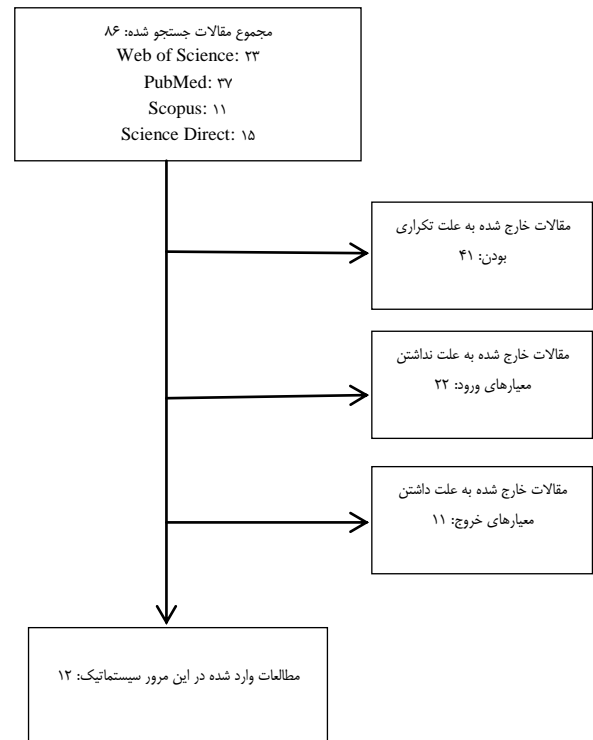 مجموع مقالات جستجو شده: ۸۶
Web of Science: ۲۳
PubMed: ۳۷
Scopus: ۱۱
Science Direct: ۱۵
مقالات خارج شده به علت تکراری
بودن: ۴۱
مقالات خارج شده به علت نداشتن
معیارهای ورود: ۲۲
مقالات خارج شده به علت داشتن
معیارهای خروج: ۱۱
مطالعات وارد شده در این مرور سیستماتیک: ۱۲